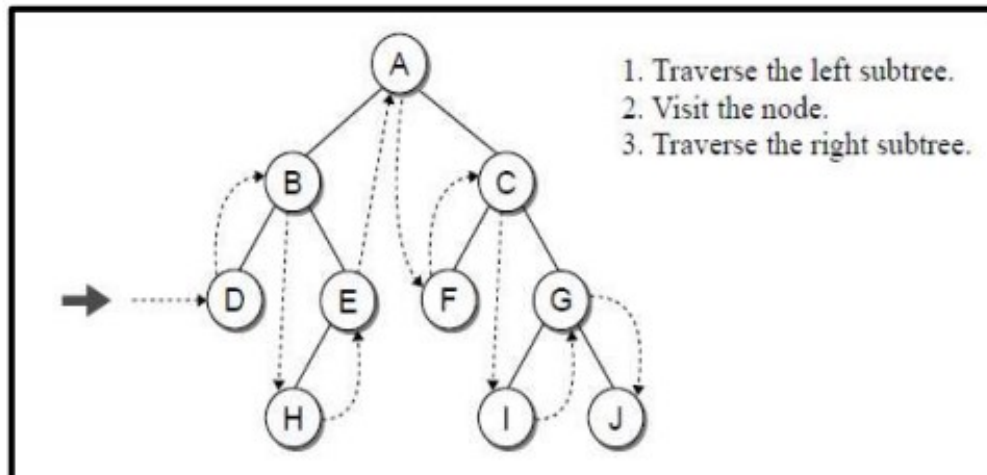 A
1. Traverse the left subtree.
2. Visit the node.
3. Traverse the right subtree.
B
C
D
E
F
G
H
I
J